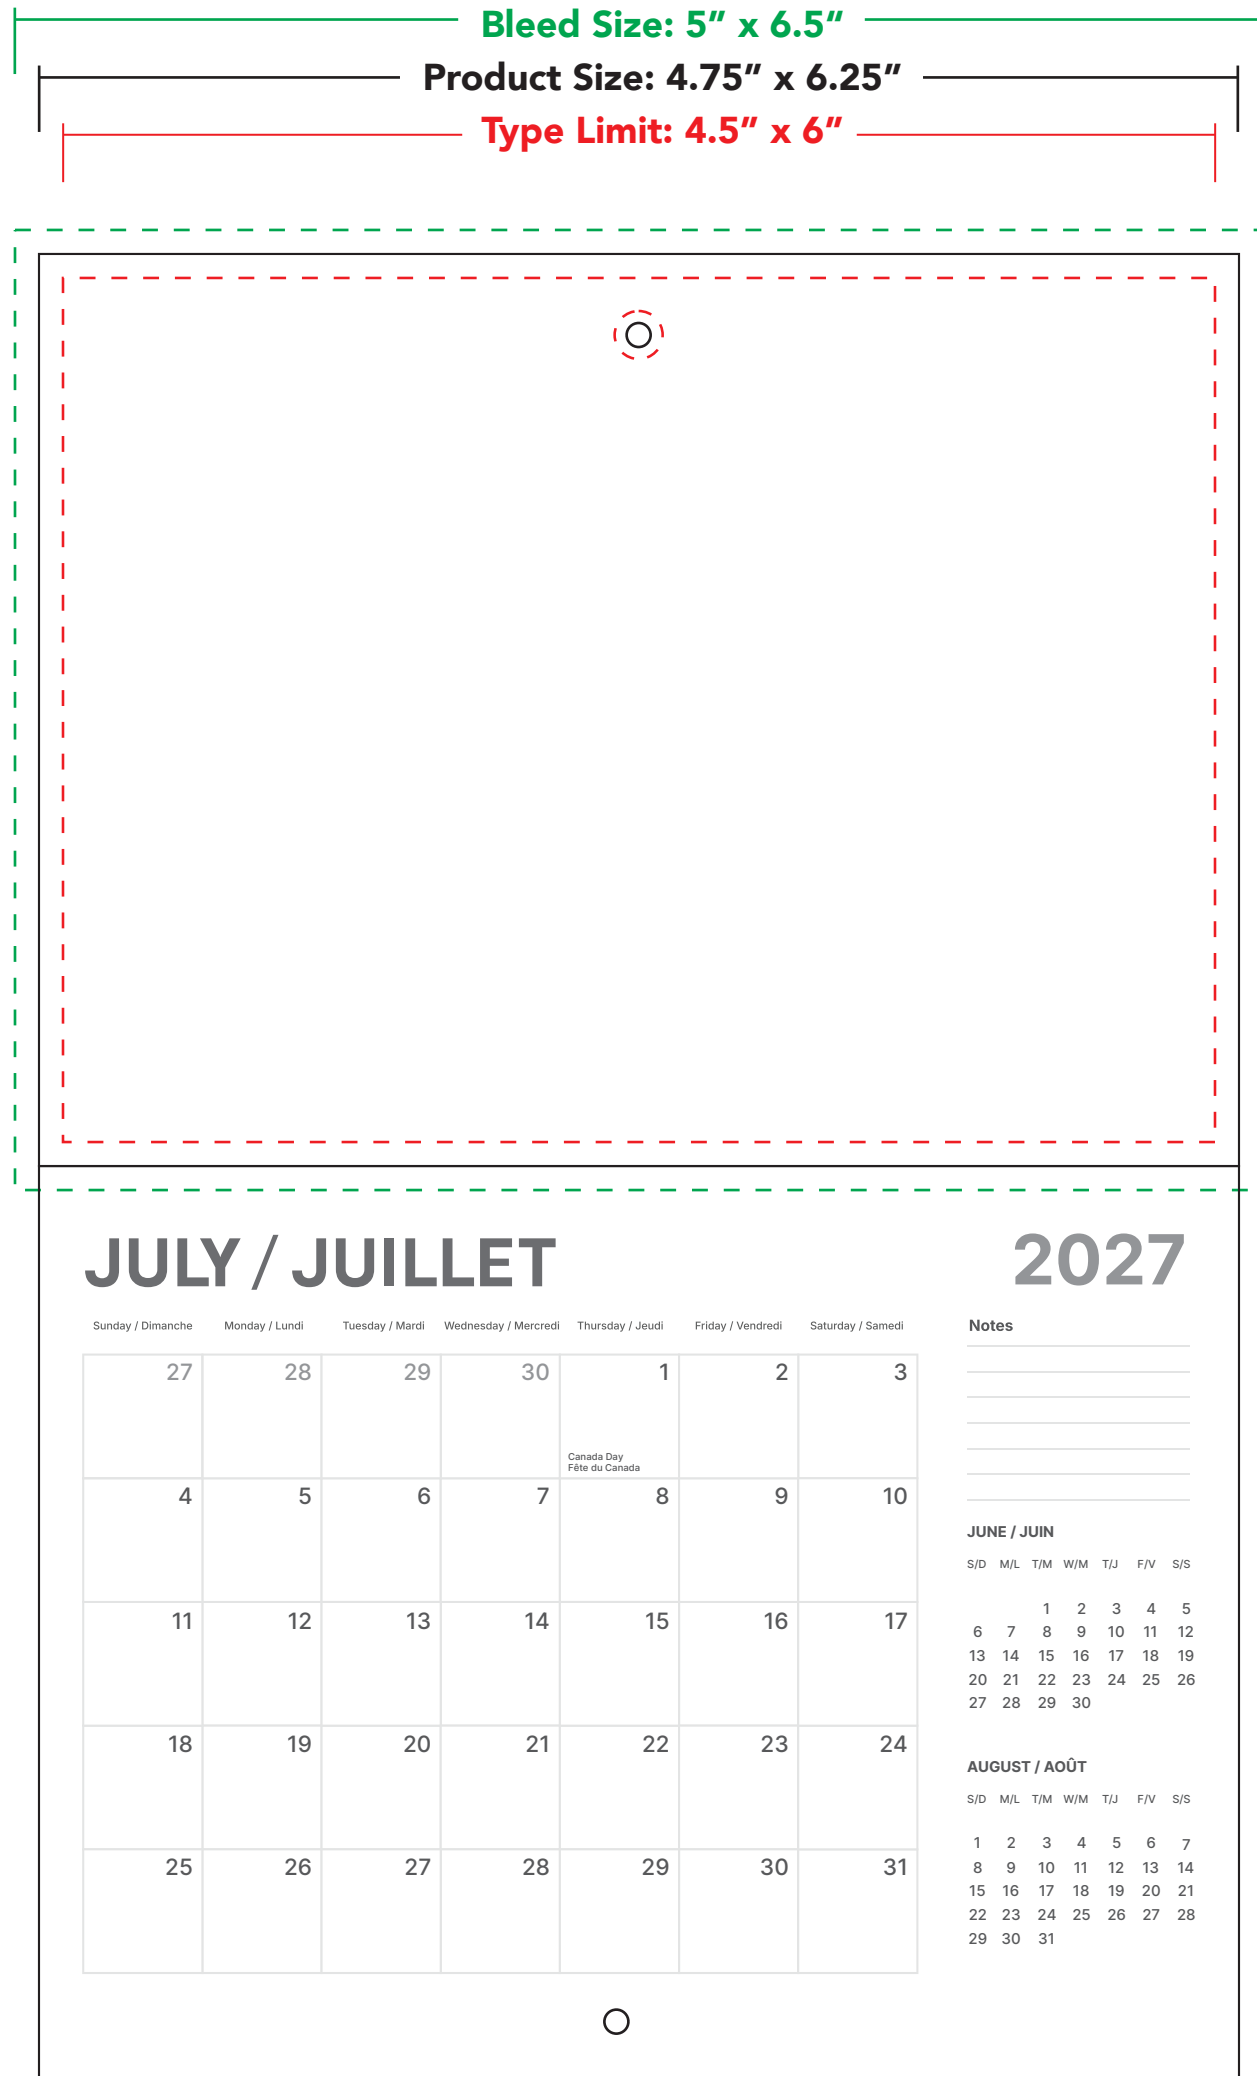 Bleed Size: 5” x 6.5”
Product Size: 4.75” x 6.25”
Type Limit: 4.5” x 6”
JULY / JUILLET 2027
Sunday / Dimanche Monday / Lundi Tuesday / Mardi Wednesday / Mercredi Thursday / Jeudi Friday / Vendredi Saturday / Samedi
27 28 29 30 1 2 3
Canada Day
Fête du Canada
4 5 6 7 8 9 10
11 12 13 14 15 16 17
18 19 20 21 22 23 24
25 26 27 28 29 30 31
Notes
JUNE / JUIN
S/D M/L T/M W/M T/J F/V S/S
1 2 3 4 5
6 7 8 9 10 11 12
13 14 15 16 17 18 19
20 21 22 23 24 25 26
27 28 29 30
AUGUST / AOÛT
S/D M/L T/M W/M T/J F/V S/S
1 2 3 4 5 6 7
8 9 10 11 12 13 14
15 16 17 18 19 20 21
22 23 24 25 26 27 28
29 30 31